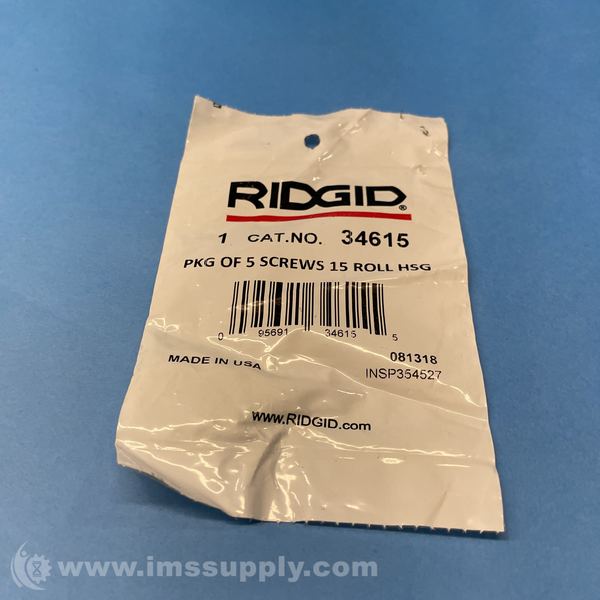 RIDGID®
1 CAT.NO. 34615
PKG OF 5 SCREWS 15 ROLL HSG
0 95691 34615 5
MADE IN USA 081318
INSP354527
www.RIDGID.com
www.imssupply.com